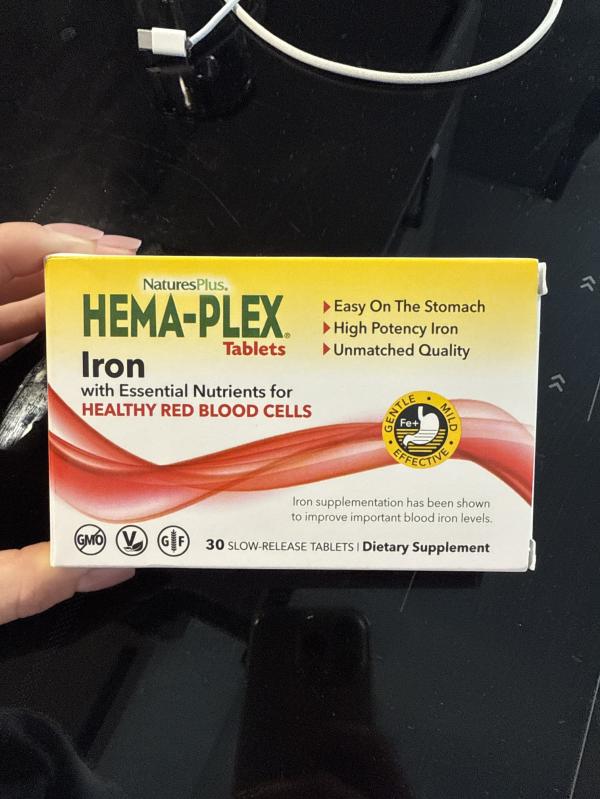 NaturesPlus.
HEMA-PLEX®
Tablets
Iron
with Essential Nutrients for
HEALTHY RED BLOOD CELLS
Easy On The Stomach
High Potency Iron
Unmatched Quality
GENTLE • MILD • EFFECTIVE •
Fe+
Iron supplementation has been shown
to improve important blood iron levels.
GMO
V
G F
30 SLOW-RELEASE TABLETS | Dietary Supplement